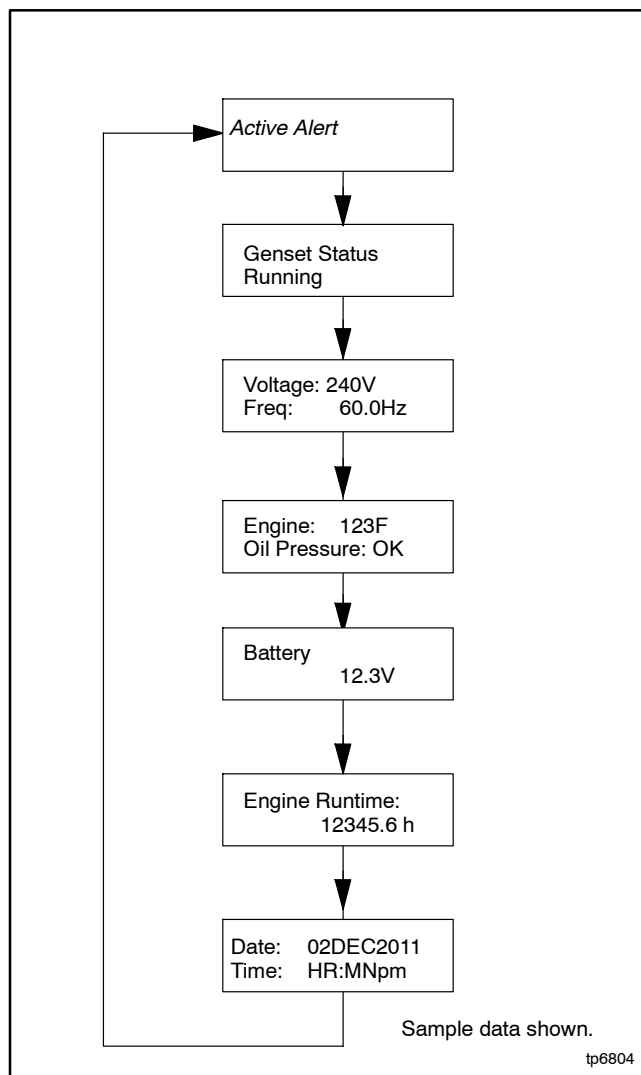 Active Alert
Genset Status
Running
Voltage: 240V
Freq: 60.0Hz
Engine: 123F
Oil Pressure: OK
Battery
12.3V
Engine Runtime:
12345.6 h
Date: 02DEC2011
Time: HR:MNpm
Sample data shown.
tp6804